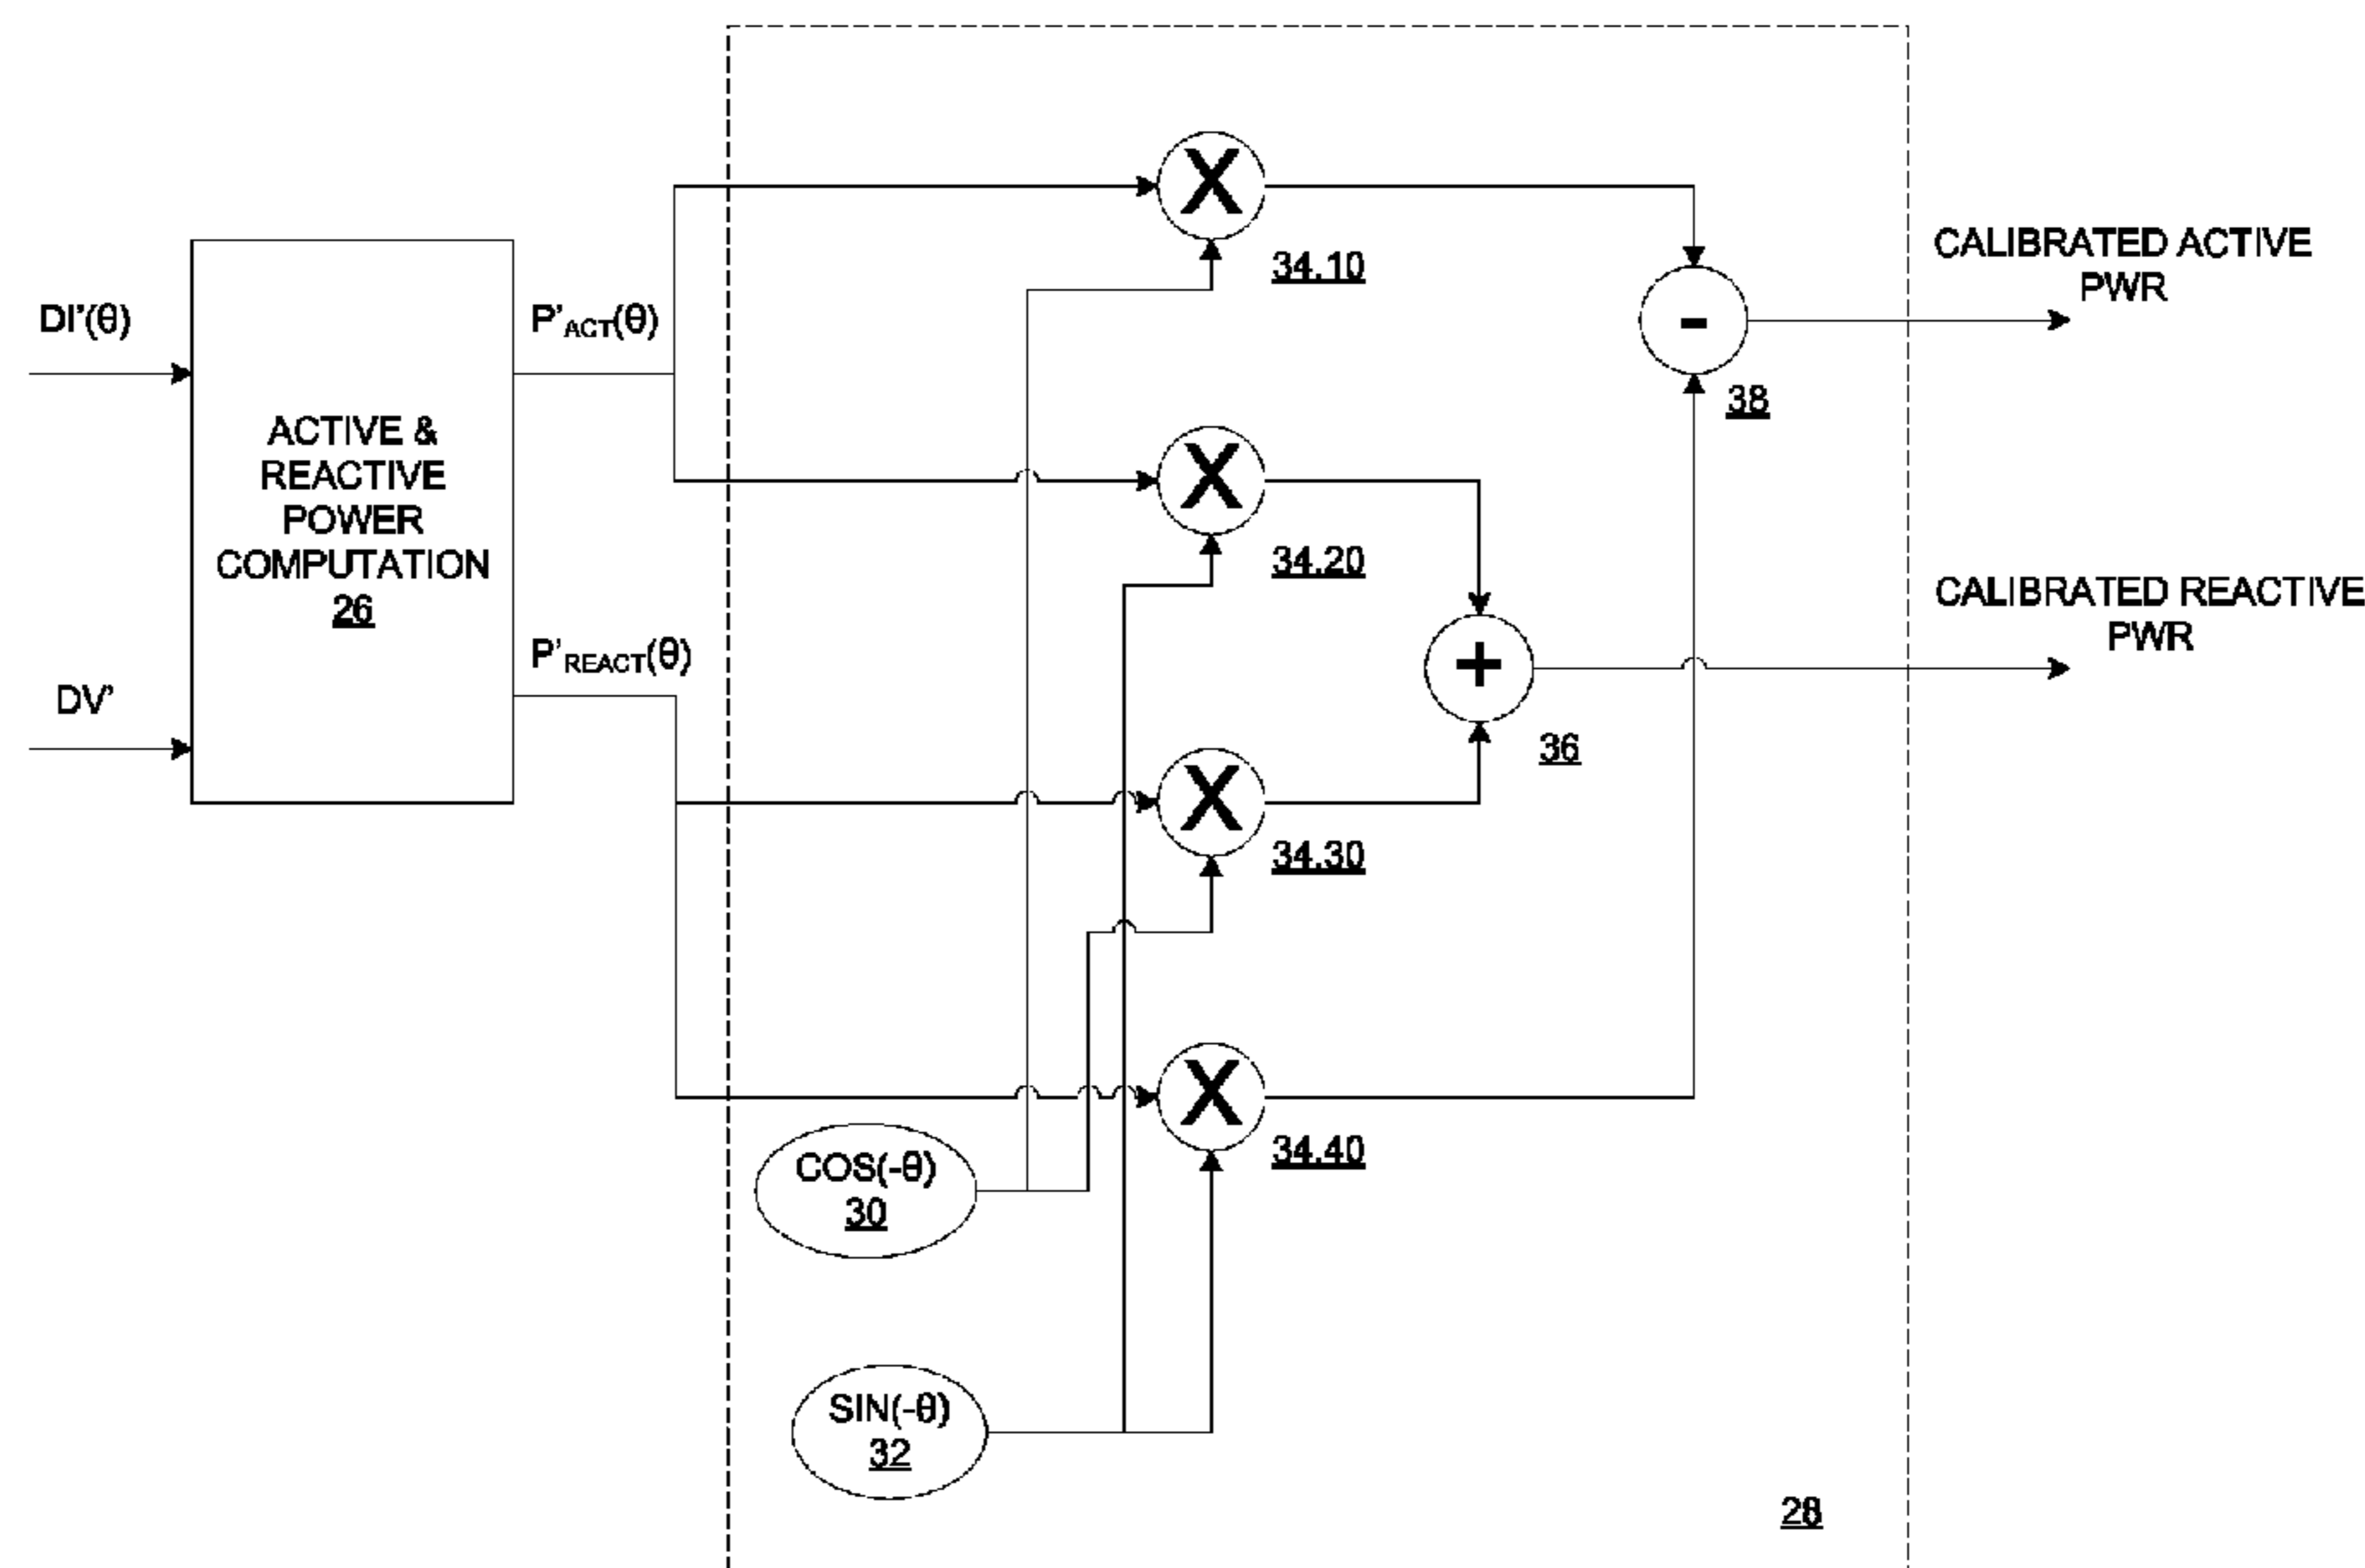 DI'(θ)
DV'
ACTIVE &
REACTIVE
POWER
COMPUTATION
26
P'ACT(θ)
P'REACT(θ)
X
34.10
X
34.20
X
34.30
X
34.40
COS(-θ)
30
SIN(-θ)
32
+
36
-
38
CALIBRATED ACTIVE
PWR
CALIBRATED REACTIVE
PWR
28